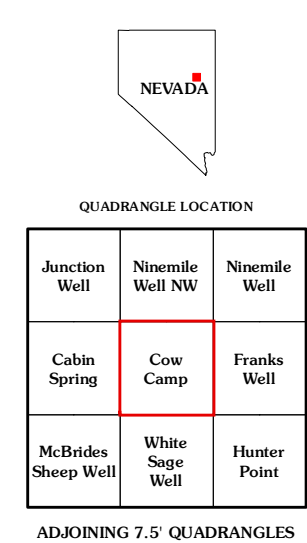 NEVADA
QUADRANGLE LOCATION
Junction Well
Ninemile Well NW
Ninemile Well
Cabin Spring
Cow Camp
Franks Well
McBrides Sheep Well
White Sage Well
Hunter Point
ADJOINING 7.5' QUADRANGLES